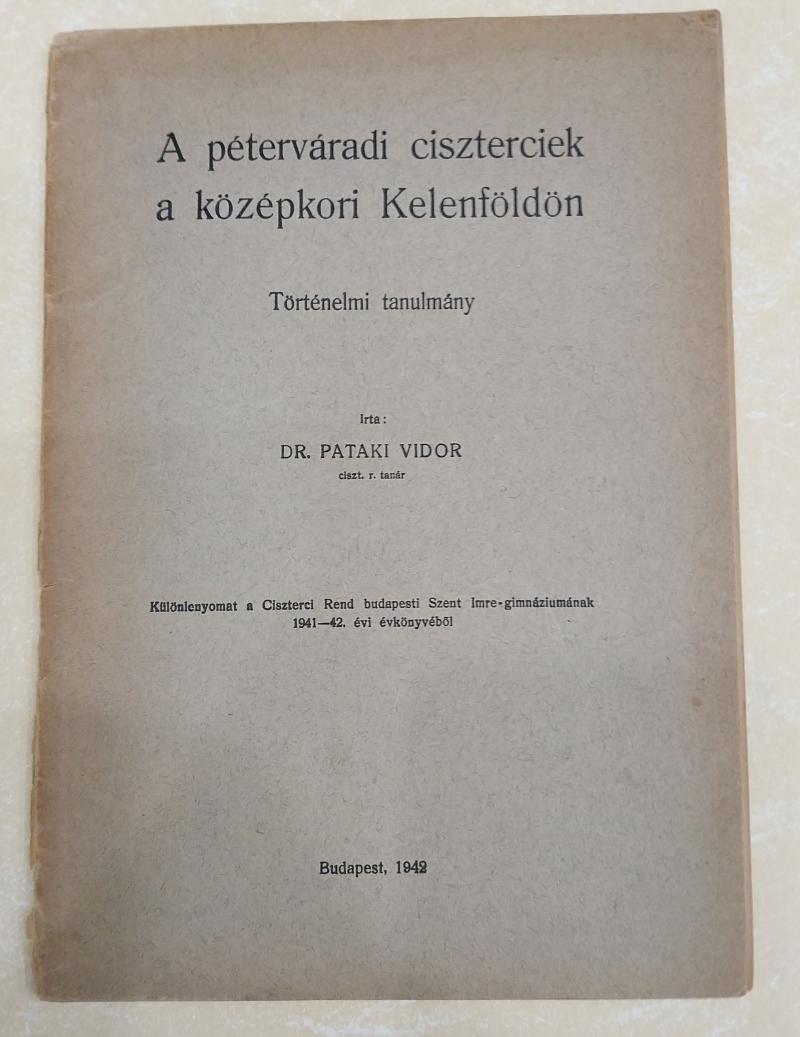 A péterváradi ciszterciek
a középkori Kelenföldön
Történelmi tanulmány
Irta:
DR. PATAKI VIDOR
ciszt. r. tanár
Különlenyomat a Ciszterci Rend budapesti Szent Imre-gimnáziumának
1941—42. évi évkönyvéből
Budapest, 1942